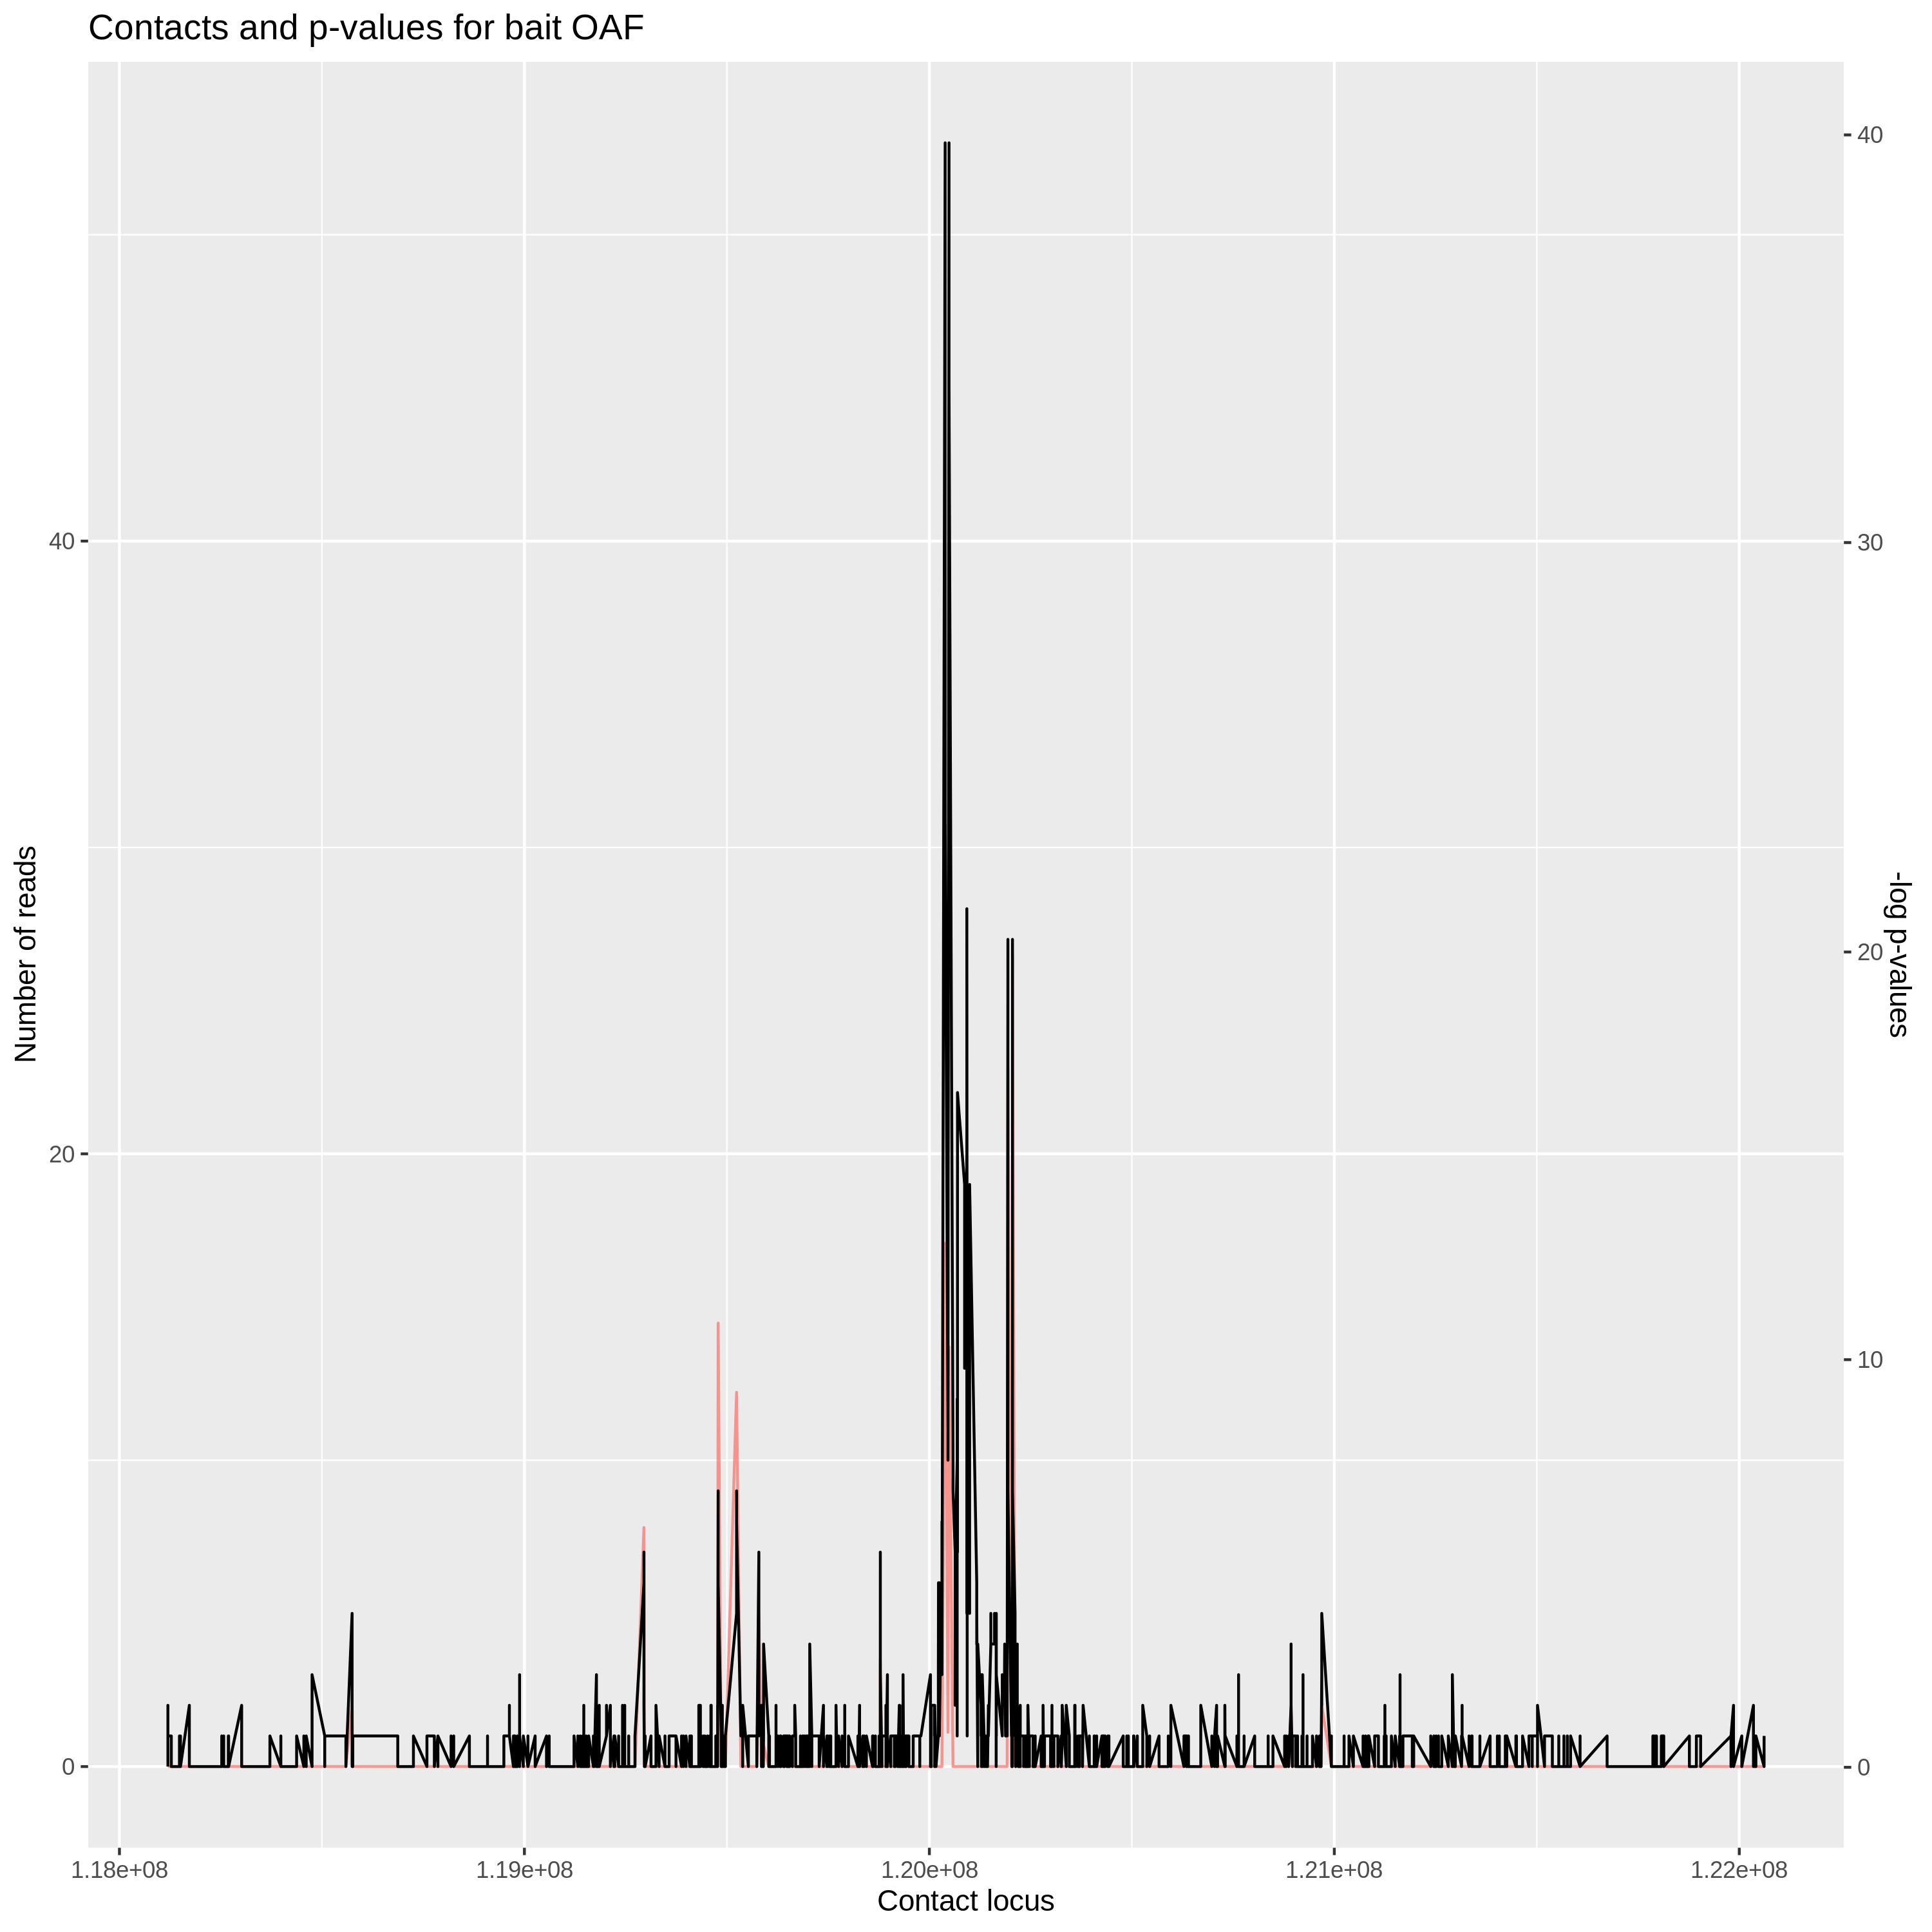 Contacts and p-values for bait OAF
40
20
0
Number of reads
40
30
20
10
0
-log p-values
1.18e+08
1.19e+08
1.20e+08
1.21e+08
1.22e+08
Contact locus